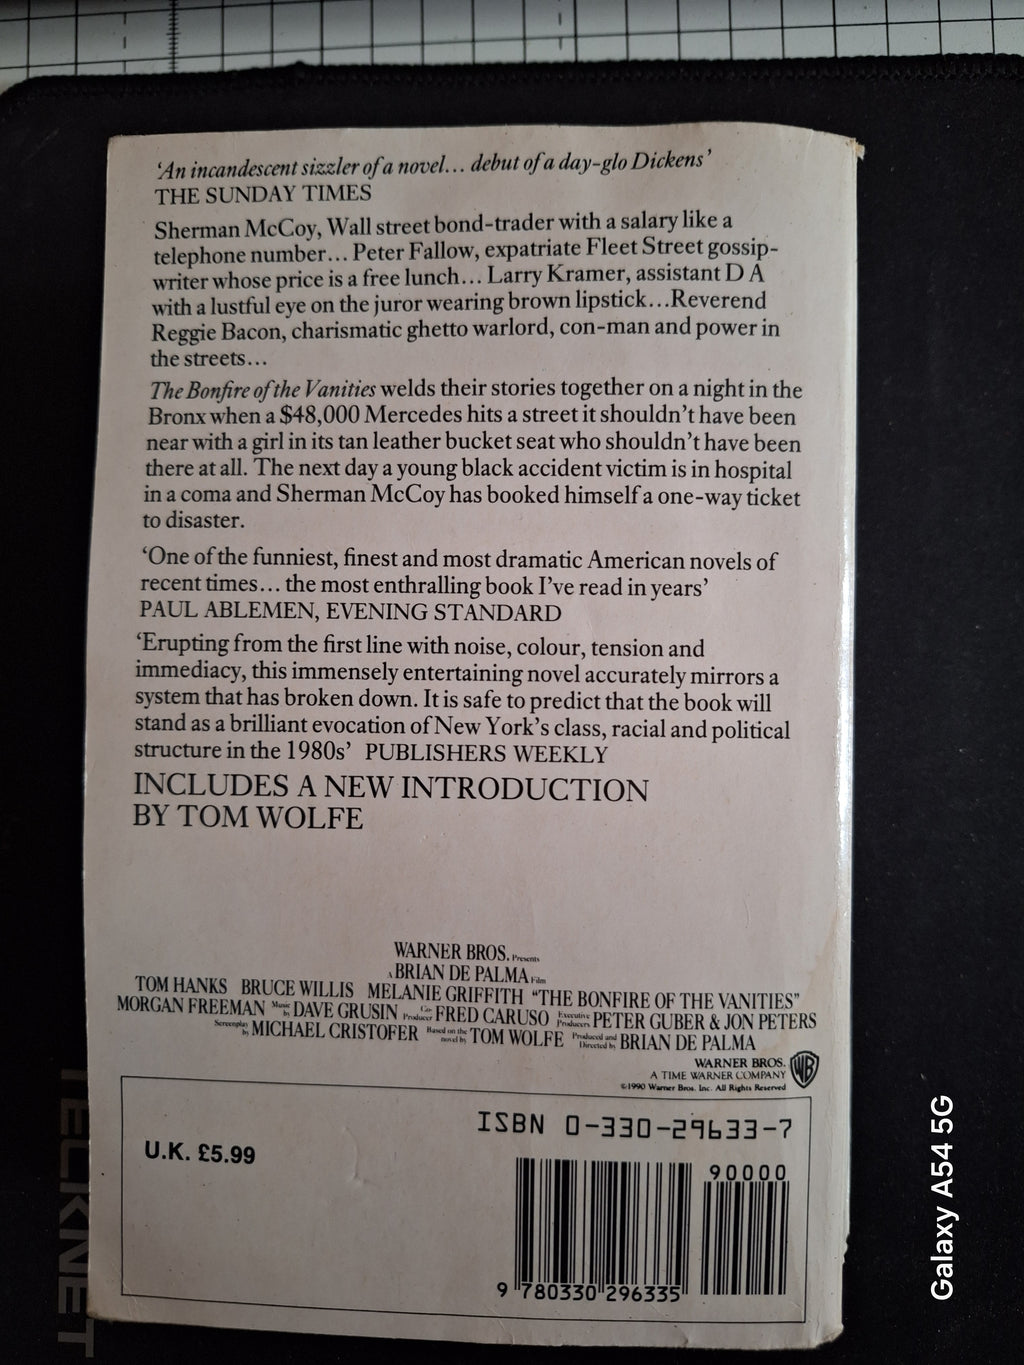 'An incandescent sizzler of a novel... debut of a day-glo Dickens'
THE SUNDAY TIMES
Sherman McCoy, Wall street bond-trader with a salary like a
telephone number... Peter Fallow, expatriate Fleet Street gossip-
writer whose price is a free lunch... Larry Kramer, assistant D A
with a lustful eye on the juror wearing brown lipstick...Reverend
Reggie Bacon, charismatic ghetto warlord, con-man and power in
the streets...
The Bonfire of the Vanities welds their stories together on a night in the
Bronx when a $48,000 Mercedes hits a street it shouldn't have been
near with a girl in its tan leather bucket seat who shouldn't have been
there at all. The next day a young black accident victim is in hospital
in a coma and Sherman McCoy has booked himself a one-way ticket
to disaster.
'One of the funniest, finest and most dramatic American novels of
recent times... the most enthralling book I've read in years'
PAUL ABLEMEN, EVENING STANDARD
'Erupting from the first line with noise, colour, tension and
immediacy, this immensely entertaining novel accurately mirrors a
system that has broken down. It is safe to predict that the book will
stand as a brilliant evocation of New York's class, racial and political
structure in the 1980s' PUBLISHERS WEEKLY
INCLUDES A NEW INTRODUCTION
BY TOM WOLFE
WARNER BROS. Presents
A BRIAN DE PALMA Film
TOM HANKS BRUCE WILLIS MELANIE GRIFFITH "THE BONFIRE OF THE VANITIES"
MORGAN FREEMAN Music by DAVE GRUSIN Co-Producer FRED CARUSO Executive Producers PETER GUBER & JON PETERS
Screenplay by MICHAEL CRISTOFER Based on the novel by TOM WOLFE Produced and Directed by BRIAN DE PALMA
WARNER BROS.
A TIME WARNER COMPANY
©1990 Warner Bros. Inc. All Rights Reserved
WB
ISBN 0-330-29633-7
U.K. £5.99
90000
9 780330 296335
TECKNET
Galaxy A54 5G